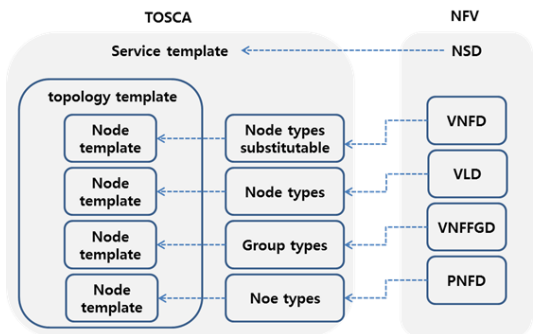 TOSCA
NFV
Service template
NSD
topology template
Node
template
Node types
substitutable
VNFD
Node
template
Node types
VLD
Node
template
Group types
VNFFGD
Node
template
Noe types
PNFD